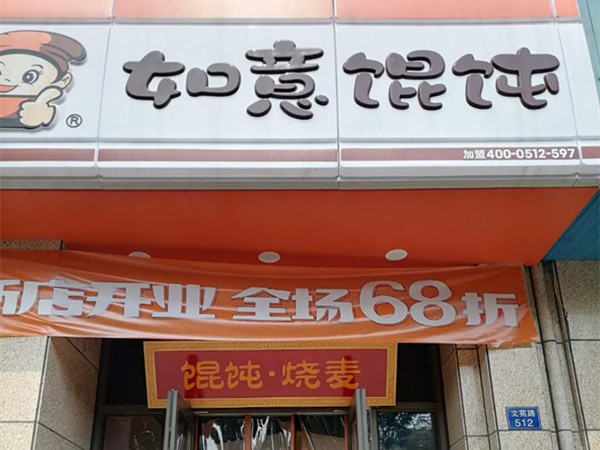 如意馄饨
®
加盟400-0512-597
新店开业 全场68折
馄饨·烧麦
文苑路
512